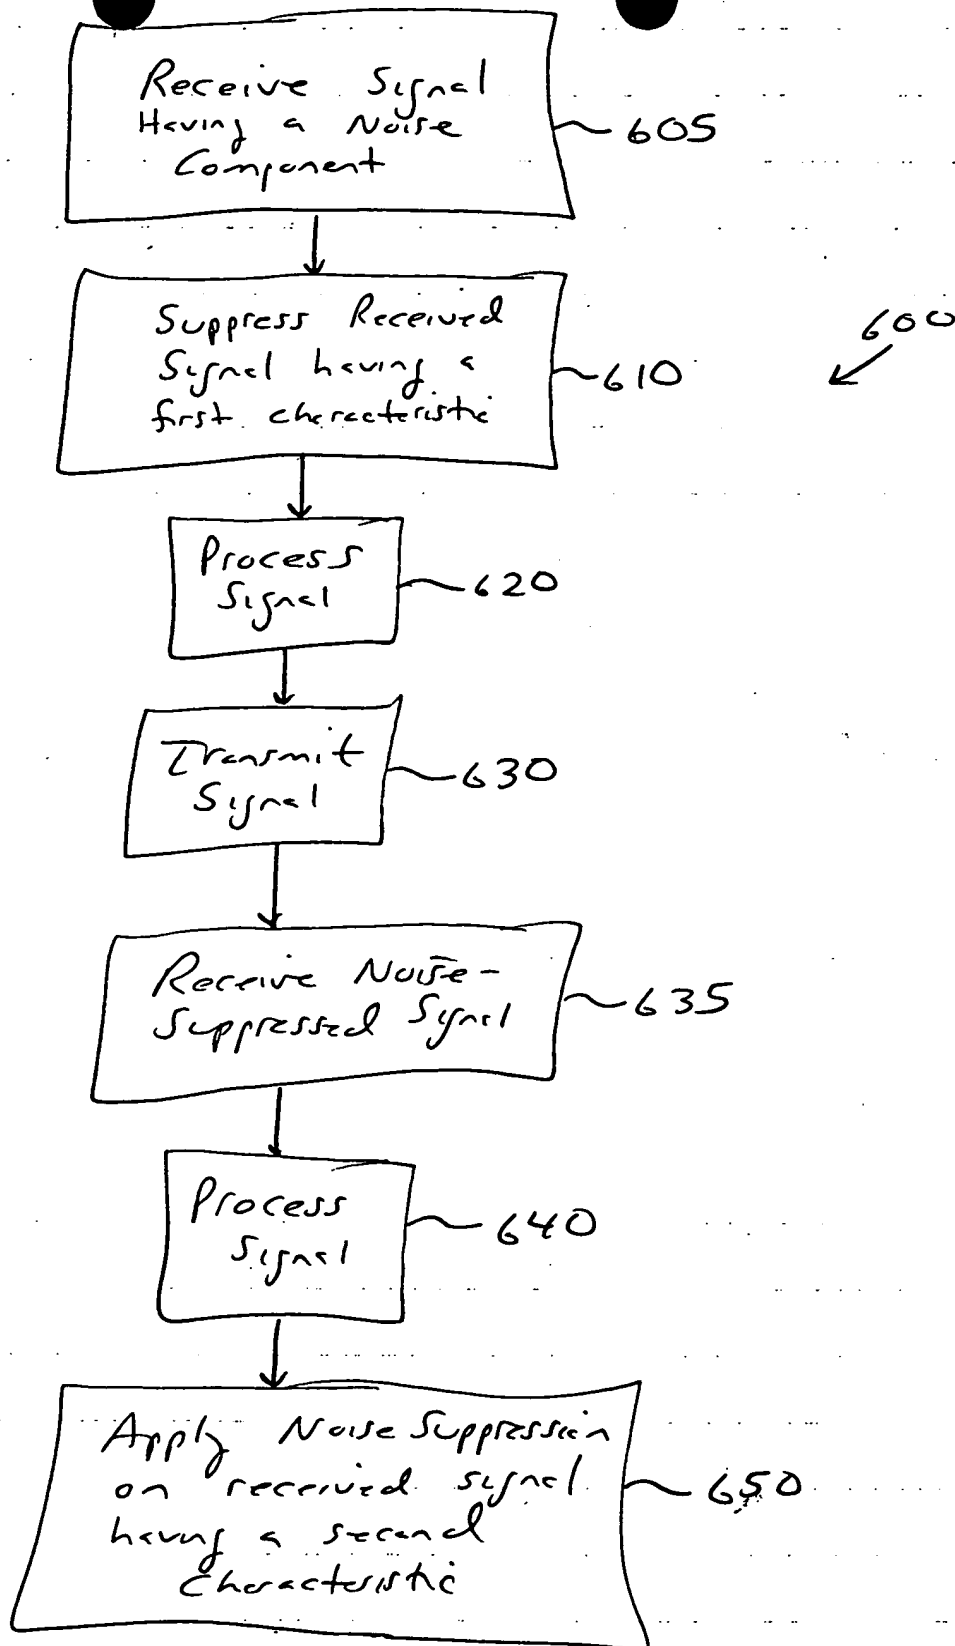 Receive Signal
Having a Noise
Component
605
Suppress Received
Signal having a
first characteristic
610
600
Process
Signal
620
Transmit
Signal
630
Receive Noise-
Suppressed Signal
635
Process
Signal
640
Apply Noise Suppression
on received signal
having a second
Characteristic
650